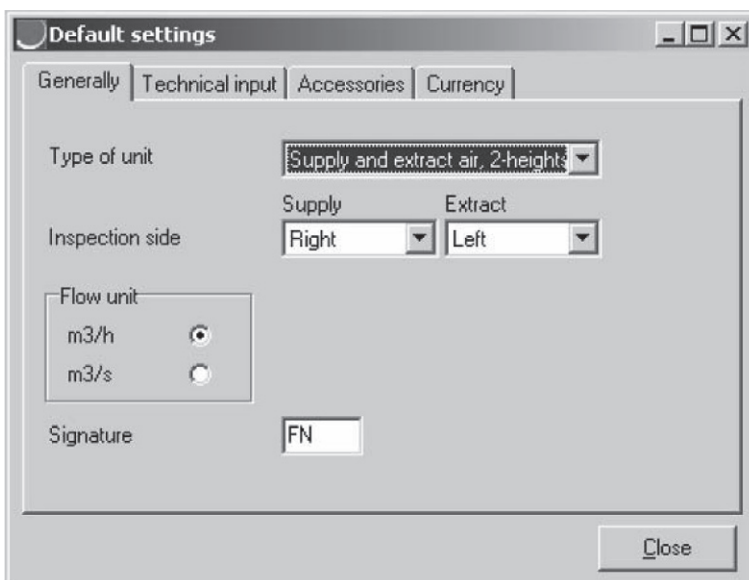 Default settings
Generally Technical input Accessories Currency
Type of unit Supply and extract air, 2-heights
Supply Extract
Inspection side Right Left
Flow unit
m3/h
m3/s
Signature FN
Close